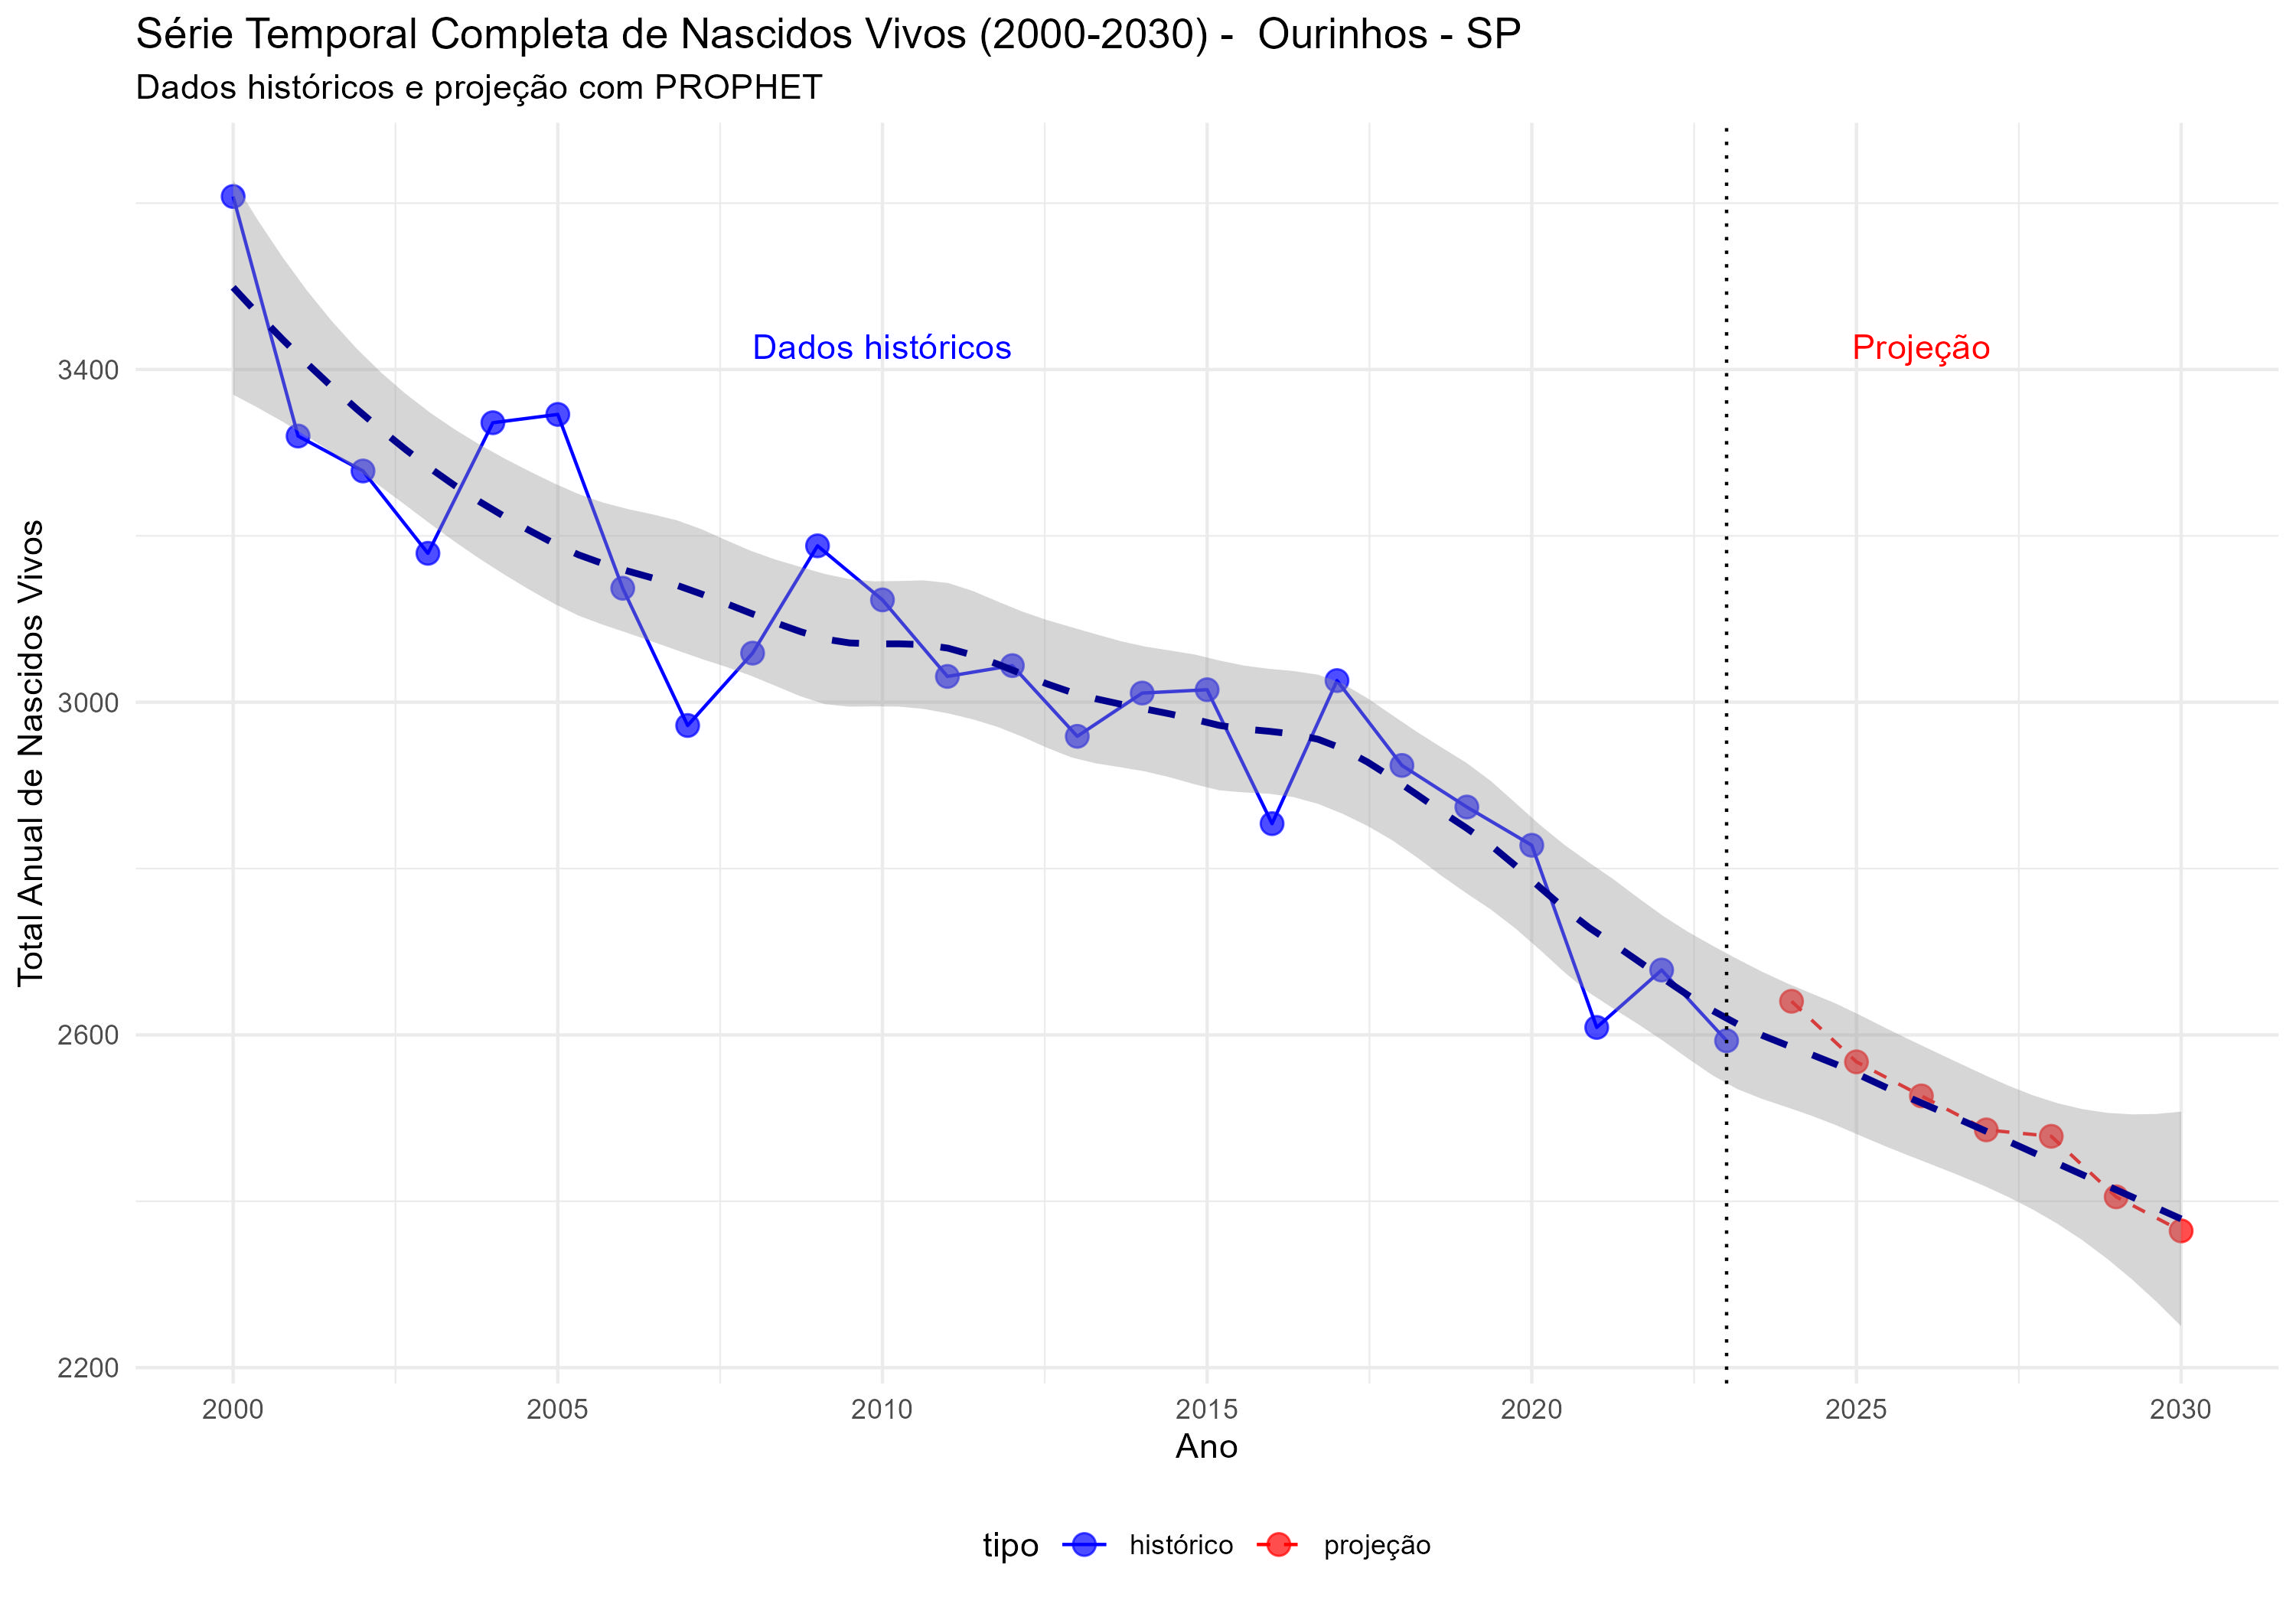 Série Temporal Completa de Nascidos Vivos (2000-2030) -  Ourinhos - SP
Dados históricos e projeção com PROPHET
Dados históricos
Projeção
Total Anual de Nascidos Vivos
3400
3000
2600
2200
2000 2005 2010 2015 2020 2025 2030
Ano
tipo histórico projeção